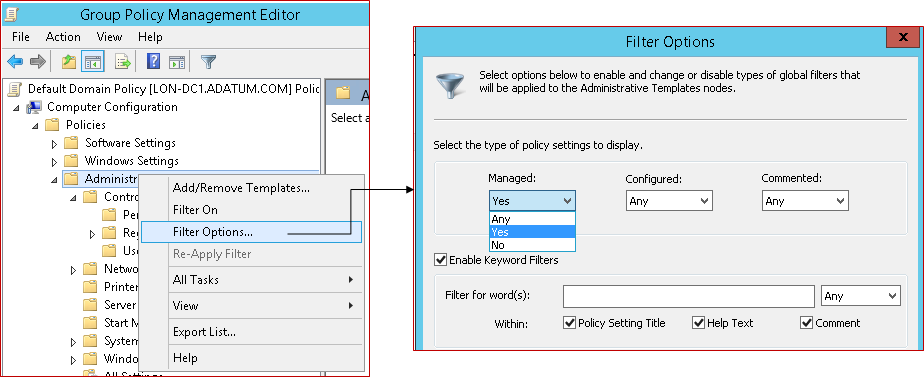 Group Policy Management Editor
File Action View Help
Default Domain Policy [LON-DC1.ADATUM.COM] Polic
Computer Configuration
Policies
Software Settings
Windows Settings
Administr
Contro
Per
Reg
Use
Netwo
Printer
Server
Start M
System
Windo
All Settings
A
Select a
Add/Remove Templates...
Filter On
Filter Options...
Re-Apply Filter
All Tasks
View
Export List...
Help
Filter Options
x
Select options below to enable and change or disable types of global filters that
will be applied to the Administrative Templates nodes.
Select the type of policy settings to display.
Managed: Configured: Commented:
Yes Any Any
Any
Yes
No
Enable Keyword Filters
Filter for word(s): Any
Within: Policy Setting Title Help Text Comment